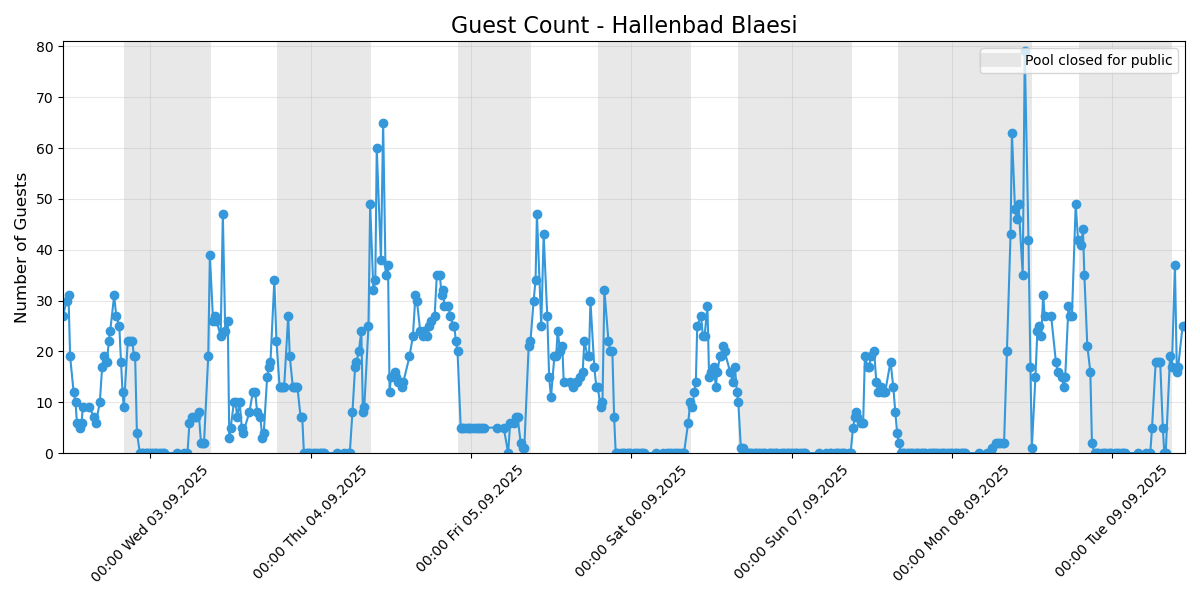 Guest Count - Hallenbad Blaesi
Pool closed for public
Number of Guests
80
70
60
50
40
30
20
10
0
00:00 Wed 03.09.2025
00:00 Thu 04.09.2025
00:00 Fri 05.09.2025
00:00 Sat 06.09.2025
00:00 Sun 07.09.2025
00:00 Mon 08.09.2025
00:00 Tue 09.09.2025